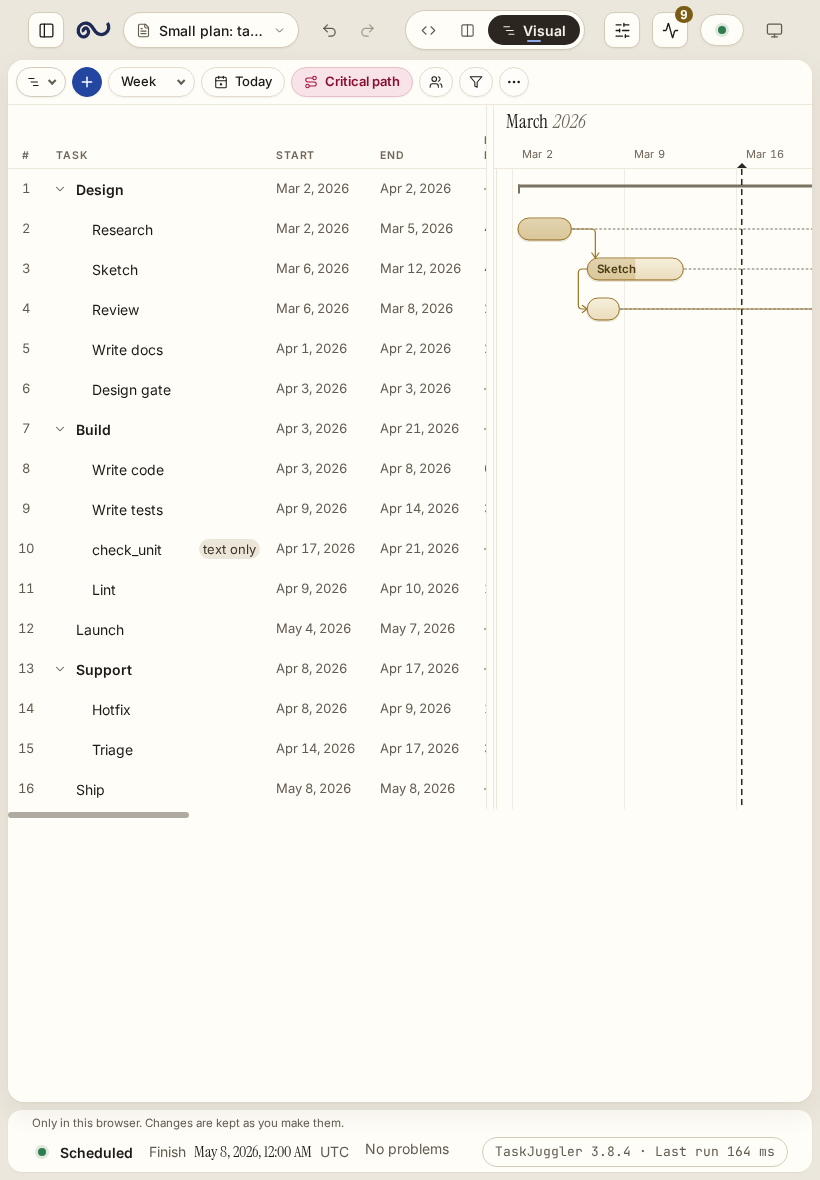 Small plan: ta...
Visual
9
Week
Today
Critical path
March 2026
# TASK START END
Mar 2 Mar 9 Mar 16
1 Design Mar 2, 2026 Apr 2, 2026
2 Research Mar 2, 2026 Mar 5, 2026
3 Sketch Mar 6, 2026 Mar 12, 2026 Sketch
4 Review Mar 6, 2026 Mar 8, 2026
5 Write docs Apr 1, 2026 Apr 2, 2026
6 Design gate Apr 3, 2026 Apr 3, 2026
7 Build Apr 3, 2026 Apr 21, 2026
8 Write code Apr 3, 2026 Apr 8, 2026
9 Write tests Apr 9, 2026 Apr 14, 2026
10 check_unit text only Apr 17, 2026 Apr 21, 2026
11 Lint Apr 9, 2026 Apr 10, 2026
12 Launch May 4, 2026 May 7, 2026
13 Support Apr 8, 2026 Apr 17, 2026
14 Hotfix Apr 8, 2026 Apr 9, 2026
15 Triage Apr 14, 2026 Apr 17, 2026
16 Ship May 8, 2026 May 8, 2026
Only in this browser. Changes are kept as you make them.
Scheduled Finish May 8, 2026, 12:00 AM UTC No problems TaskJuggler 3.8.4 · Last run 164 ms